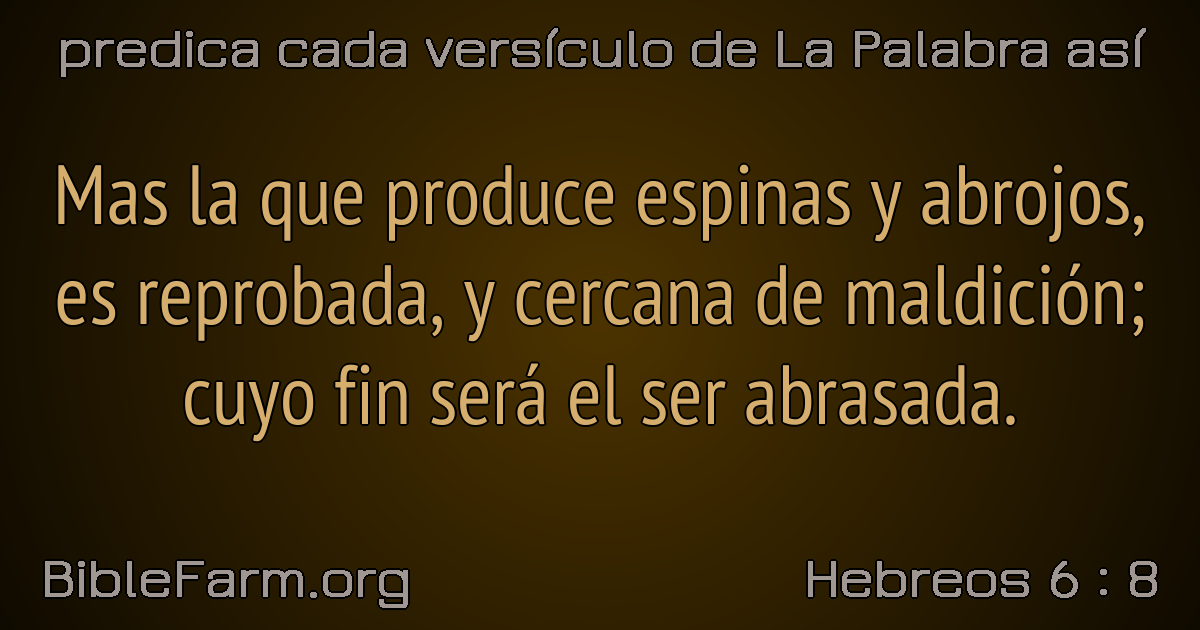 predica cada versículo de La Palabra así
Mas la que produce espinas y abrojos,
es reprobada, y cercana de maldición;
cuyo fin será el ser abrasada.
BibleFarm.org
Hebreos 6 : 8